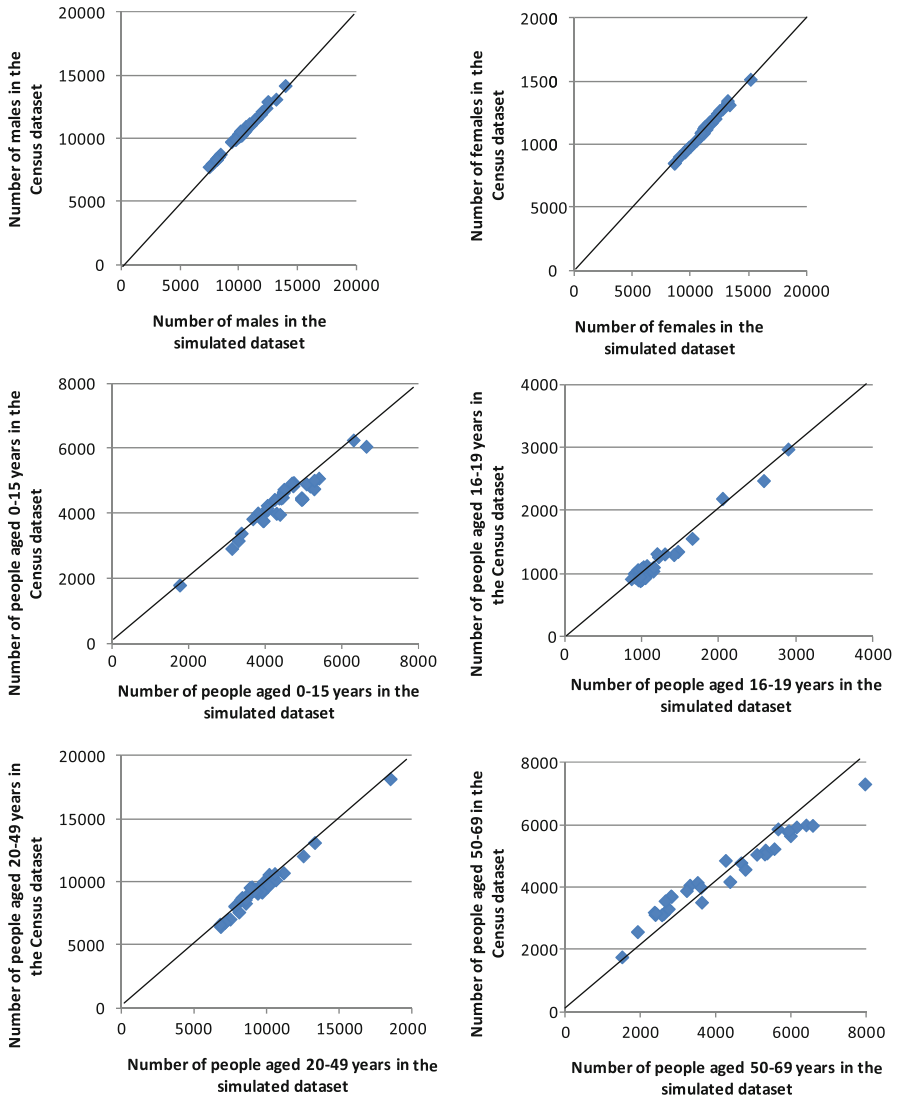 Number of males in the
Census dataset
20000
15000
10000
5000
0
0 5000 10000 15000 20000
Number of males in the
simulated dataset
Number of females in the
Census dataset
2000
1500
1000
5000
0
0 5000 10000 15000 20000
Number of females in the
simulated dataset
Number of people aged 0-15 years in the
Census dataset
8000
6000
4000
2000
0
0 2000 4000 6000 8000
Number of people aged 0-15 years in the
simulated dataset
Number of people aged 16-19 years in
the Census dataset
4000
3000
2000
1000
0
0 1000 2000 3000 4000
Number of people aged 16-19 years in the
simulated dataset
Number of people aged 20-49 years in
the Census dataset
20000
15000
10000
5000
0
0 5000 10000 15000 2000
Number of people aged 20-49 years in the
simulated dataset
Number of people aged 50-69 in the
Census dataset
8000
6000
4000
2000
0
0 2000 4000 6000 8000
Number of people aged 50-69 years in the
simulated dataset